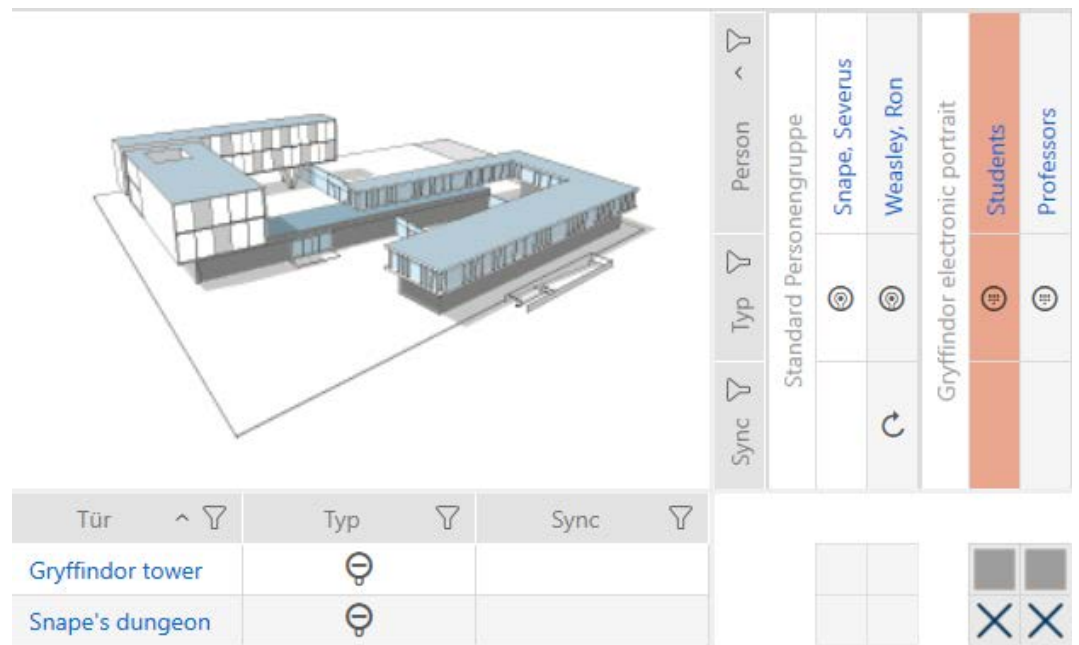 Person
Typ
Sync
Standard Personengruppe
Snape, Severus
Weasley, Ron
Gryffindor electronic portrait
Students
Professors
Tür
Typ
Sync
Gryffindor tower
Snape's dungeon